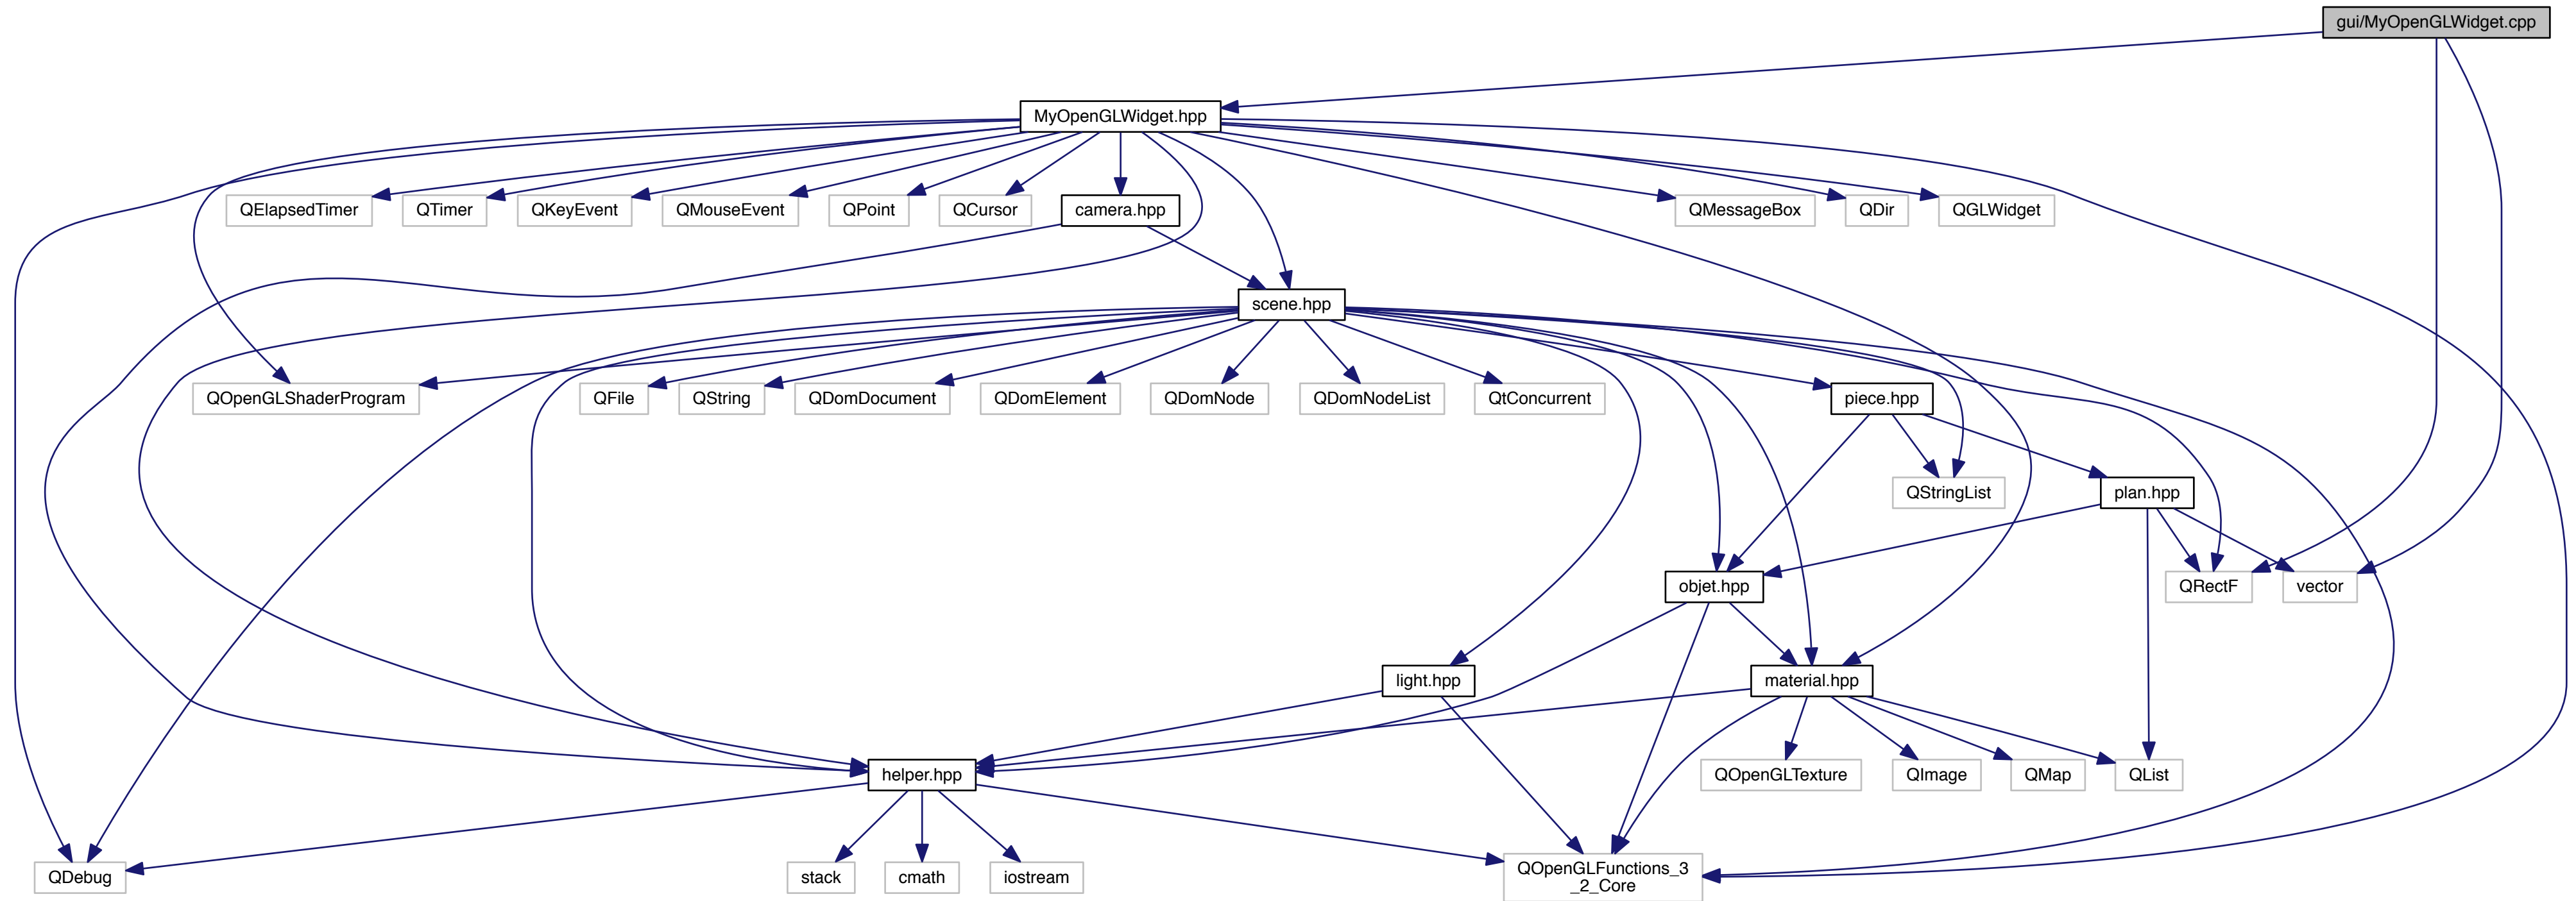 gui/MyOpenGLWidget.cpp
MyOpenGLWidget.hpp
QElapsedTimer
QTimer
QKeyEvent
QMouseEvent
QPoint
QCursor
camera.hpp
QMessageBox
QDir
QGLWidget
scene.hpp
QOpenGLShaderProgram
QFile
QString
QDomDocument
QDomElement
QDomNode
QDomNodeList
QtConcurrent
piece.hpp
QStringList
plan.hpp
objet.hpp
QRectF
vector
light.hpp
material.hpp
helper.hpp
QOpenGLTexture
QImage
QMap
QList
QDebug
stack
cmath
iostream
QOpenGLFunctions_3
_2_Core